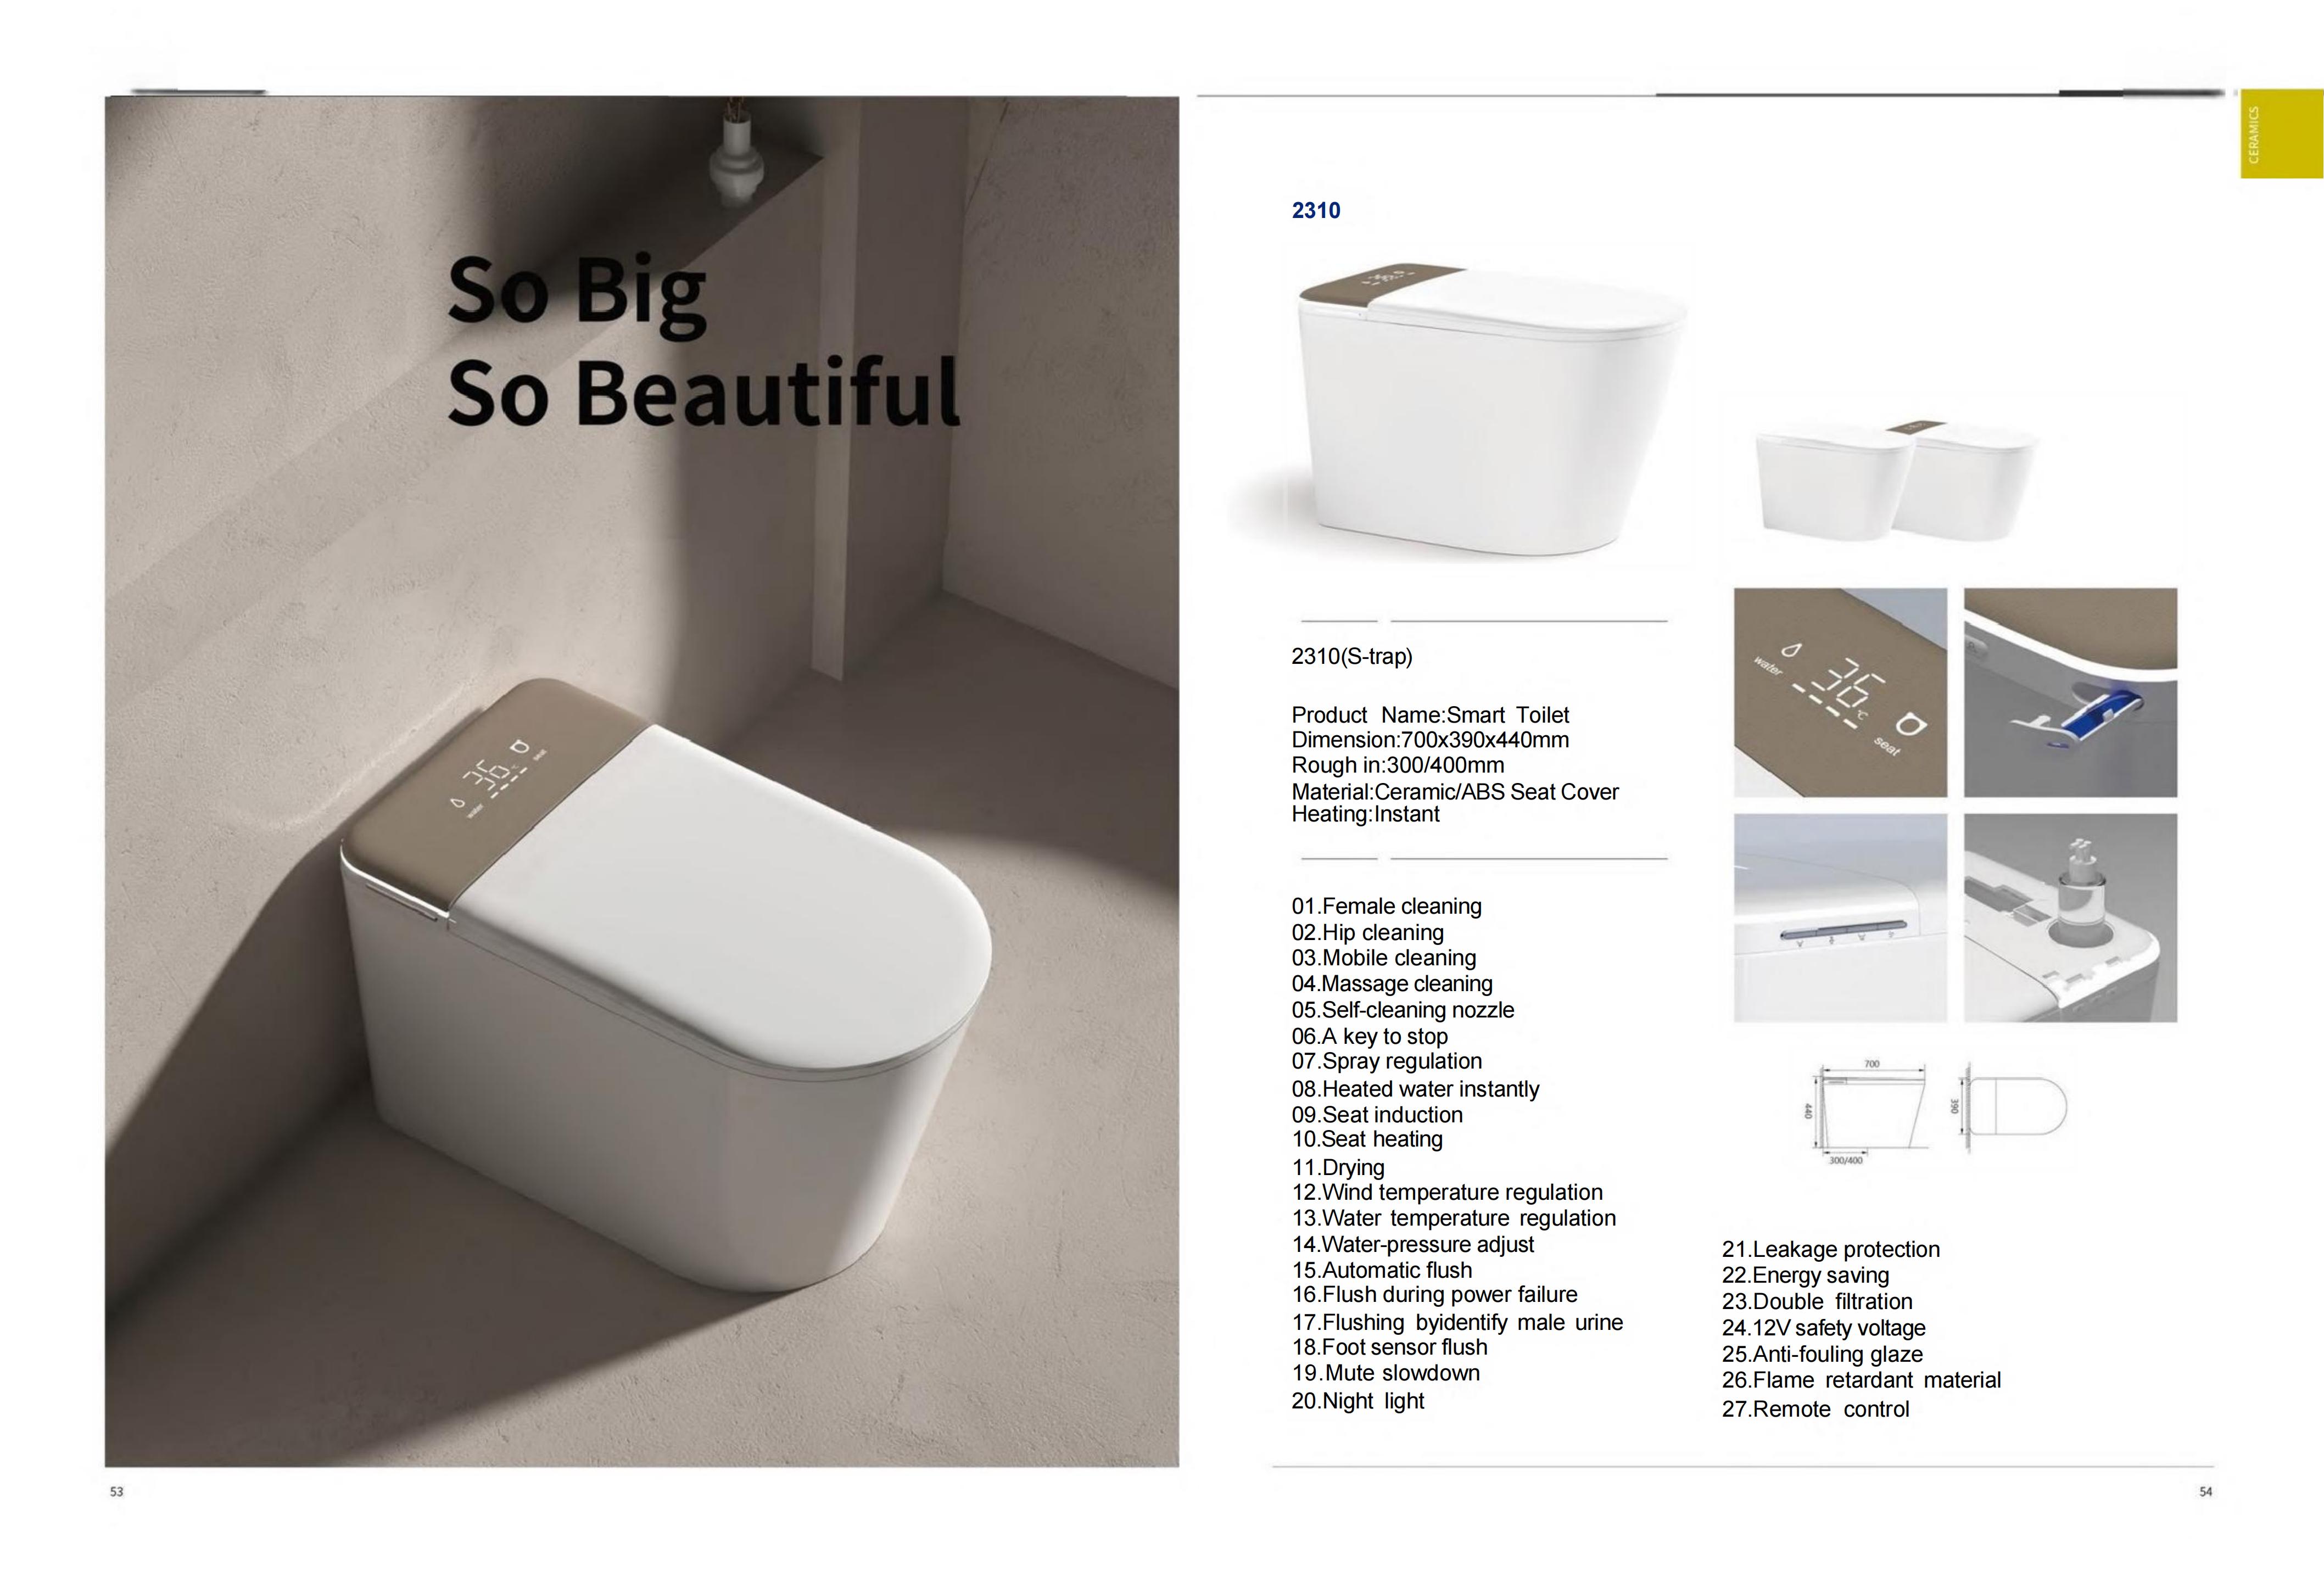 So Big
So Beautiful
water
36
°C
seat
53
CERAMICS
2310
2310(S-trap)
Product Name:Smart Toilet
Dimension:700x390x440mm
Rough in:300/400mm
Material:Ceramic/ABS Seat Cover
Heating:Instant
01.Female cleaning
02.Hip cleaning
03.Mobile cleaning
04.Massage cleaning
05.Self-cleaning nozzle
06.A key to stop
07.Spray regulation
08.Heated water instantly
09.Seat induction
10.Seat heating
11.Drying
12.Wind temperature regulation
13.Water temperature regulation
14.Water-pressure adjust
15.Automatic flush
16.Flush during power failure
17.Flushing byidentify male urine
18.Foot sensor flush
19.Mute slowdown
20.Night light
water
36
°C
seat
700
440
300/400
390
21.Leakage protection
22.Energy saving
23.Double filtration
24.12V safety voltage
25.Anti-fouling glaze
26.Flame retardant material
27.Remote control
54